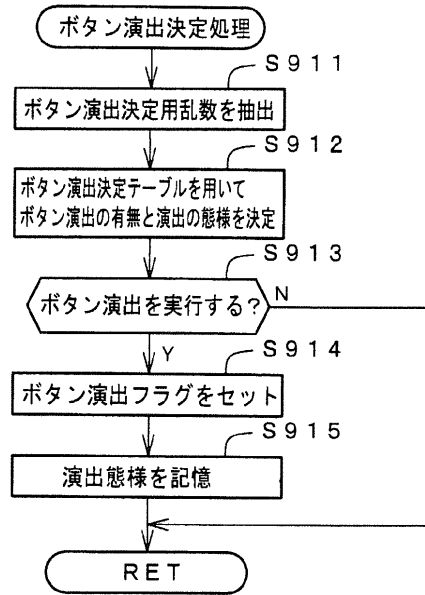 ボタン演出決定処理
S911
ボタン演出決定用乱数を抽出
S912
ボタン演出決定テーブルを用いて
ボタン演出の有無と演出の態様を決定
S913
ボタン演出を実行する?
N
Y
S914
ボタン演出フラグをセット
S915
演出態様を記憶
RET